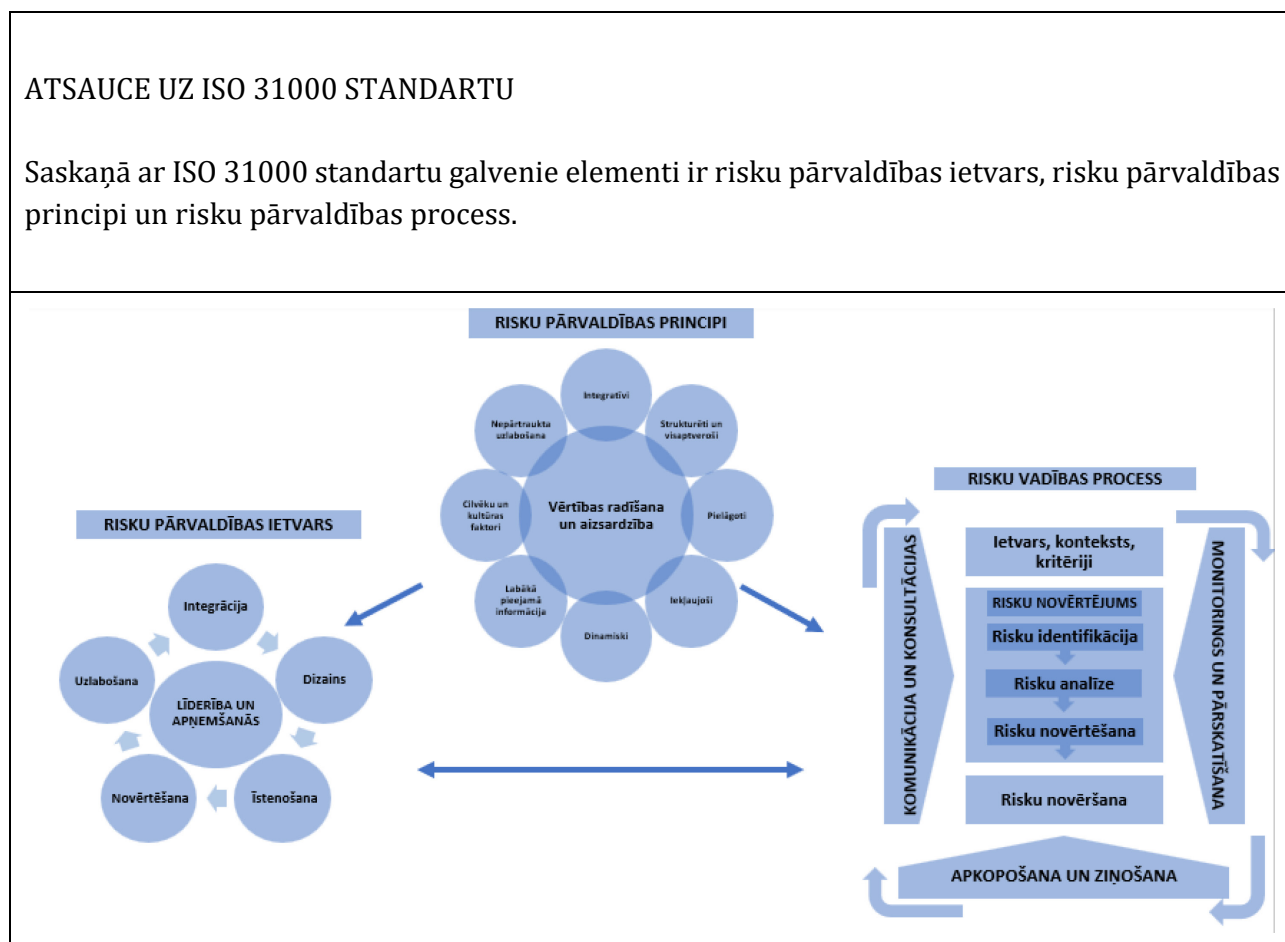 ATSAUCE UZ ISO 31000 STANDARTU
Saskaņā ar ISO 31000 standartu galvenie elementi ir risku pārvaldības ietvars, risku pārvaldības
principi un risku pārvaldības process.
RISKU PĀRVALDĪBAS PRINCIPI
Integratīvi
Strukturēti un
visaptveroši
Pielāgoti
Iekļaujoši
Dinamiski
Labākā
pieejamā
informācija
Cilvēku un
kultūras
faktori
Nepārtraukta
uzlabošana
Vērtības radīšana
un aizsardzība
RISKU PĀRVALDĪBAS IETVARS
Integrācija
Dizains
Īstenošana
Novērtēšana
Uzlabošana
LĪDERĪBA UN
APŅEMŠANĀS
RISKU VADĪBAS PROCESS
KOMUNIKĀCIJA UN KONSULTĀCIJAS
Ietvars, konteksts,
kritēriji
RISKU NOVĒRTĒJUMS
Risku identifikācija
Risku analīze
Risku novērtēšana
Risku novēršana
MONITORINGS UN PĀRSKATĪŠANA
APKOPOŠANA UN ZIŅOŠANA